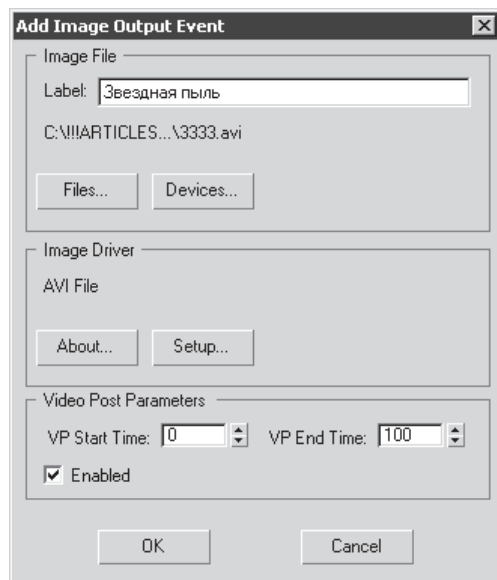 Add Image Output Event
Image File
Label: Звездная пыль
C:\!!!ARTICLES...\3333.avi
Files... Devices...
Image Driver
AVI File
About... Setup...
Video Post Parameters
VP Start Time: 0 VP End Time: 100
Enabled
OK Cancel